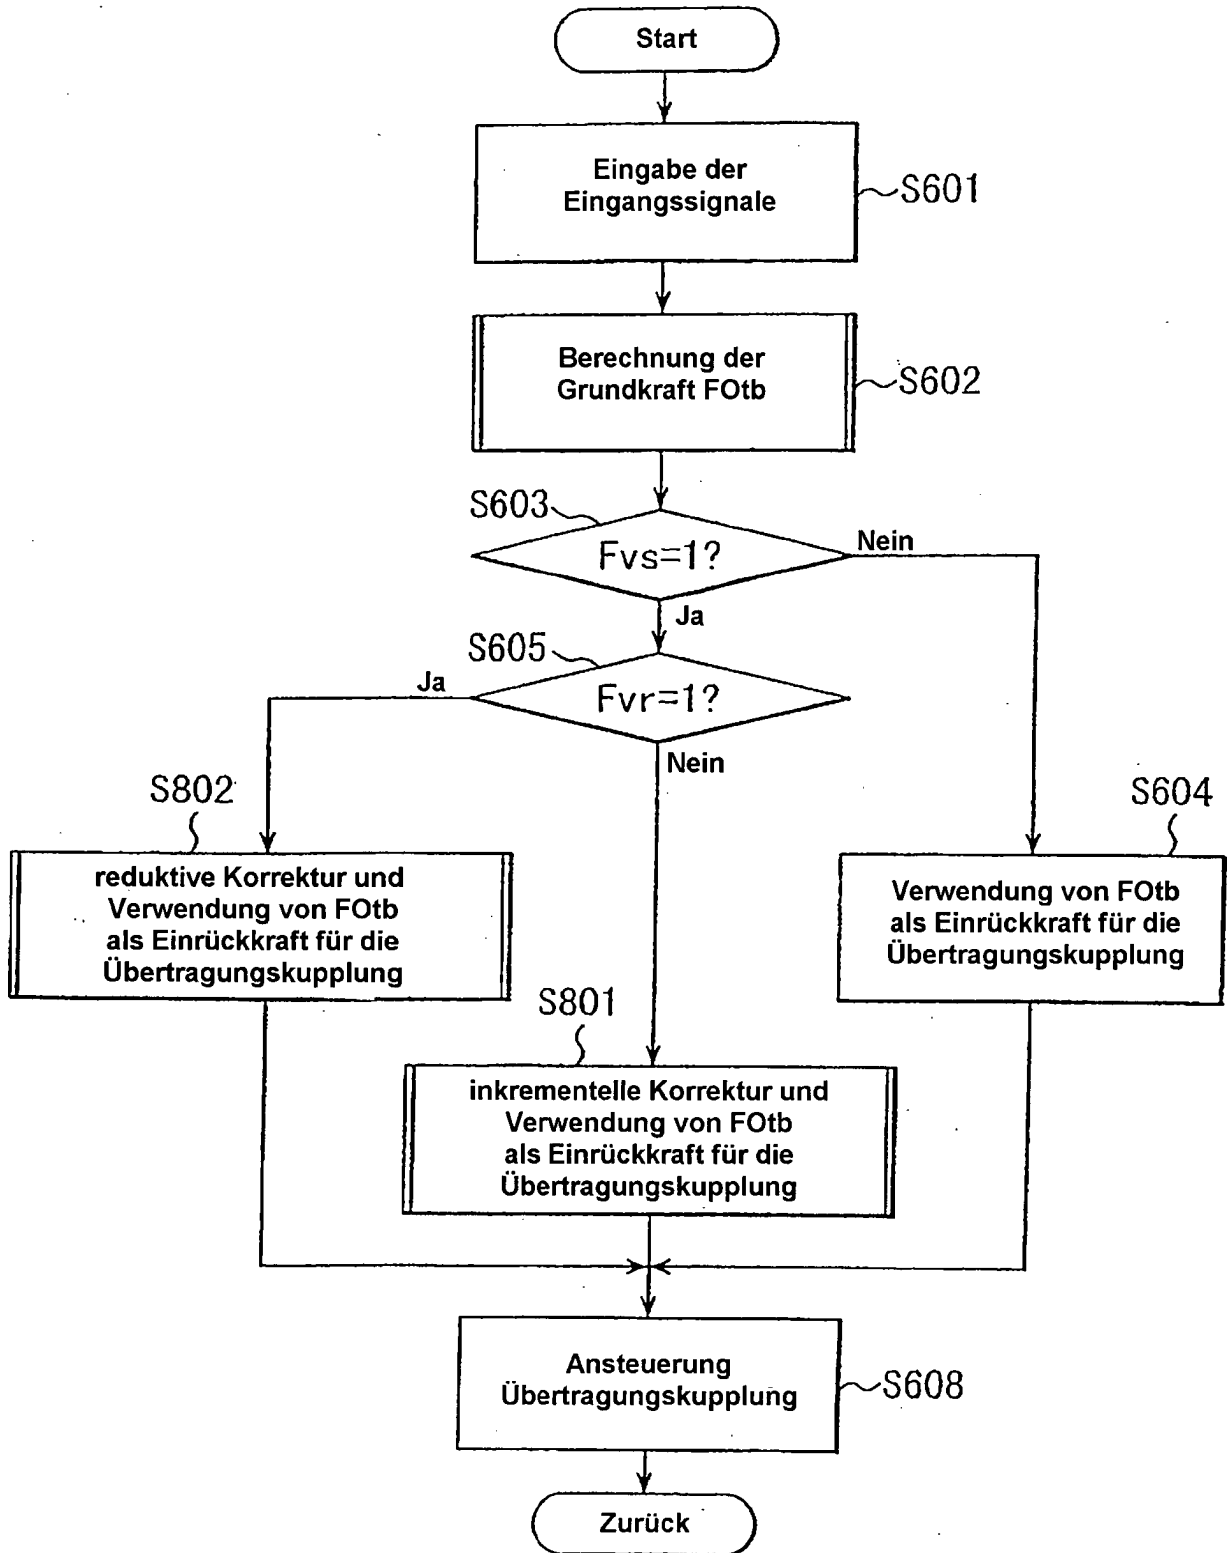 Start
Eingabe der
Eingangssignale
S601
Berechnung der
Grundkraft FOtb
S602
S603
Fvs=1?
Nein
Ja
S605
Fvr=1?
Ja
Nein
S802
reduktive Korrektur und
Verwendung von FOtb
als Einrückkraft für die
Übertragungskupplung
S604
Verwendung von FOtb
als Einrückkraft für die
Übertragungskupplung
S801
inkrementelle Korrektur und
Verwendung von FOtb
als Einrückkraft für die
Übertragungskupplung
Ansteuerung
Übertragungskupplung
S608
Zurück